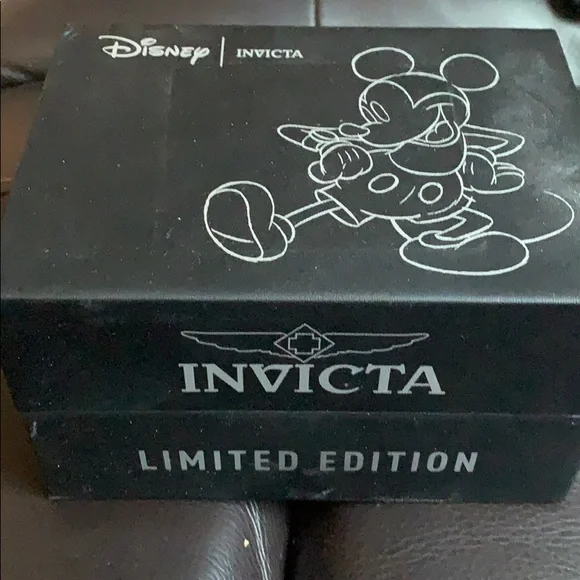 Disney | INVICTA
INVICTA
LIMITED EDITION